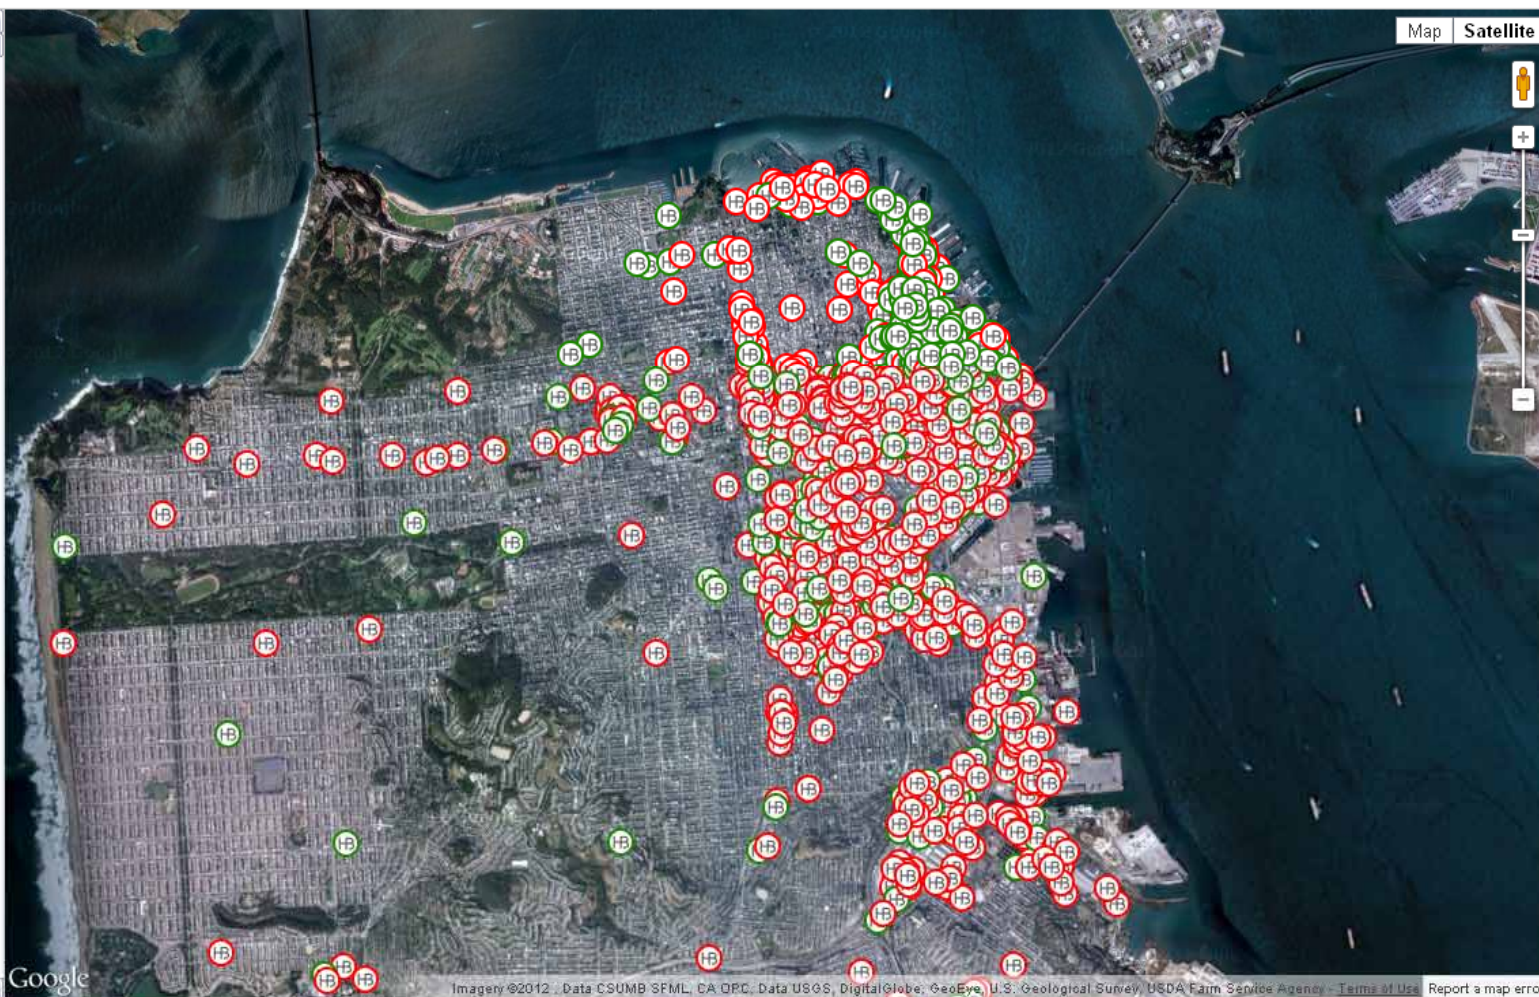 Map Satellite
HB
Google
Imagery ©2012 , Data CSUMB SFML, CA OPC, Data USGS, DigitalGlobe, GeoEye, U.S. Geological Survey, USDA Farm Service Agency - Terms of Use Report a map erro